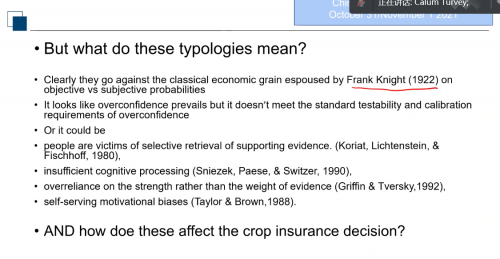 正在讲话: Calum Turvey;
October 31/November 1 2021
• But what do these typologies mean?
• Clearly they go against the classical economic grain espoused by Frank Knight (1922) on
objective vs subjective probabilities
• It looks like overconfidence prevails but it doesn't meet the standard testability and calibration
requirements of overconfidence
• Or it could be
• people are victims of selective retrieval of supporting evidence. (Koriat, Lichtenstein, &
Fischhoff, 1980),
• insufficient cognitive processing (Sniezek, Paese, & Switzer, 1990),
• overreliance on the strength rather than the weight of evidence (Griffin & Tversky,1992),
• self-serving motivational biases (Taylor & Brown,1988).
• AND how doe these affect the crop insurance decision?